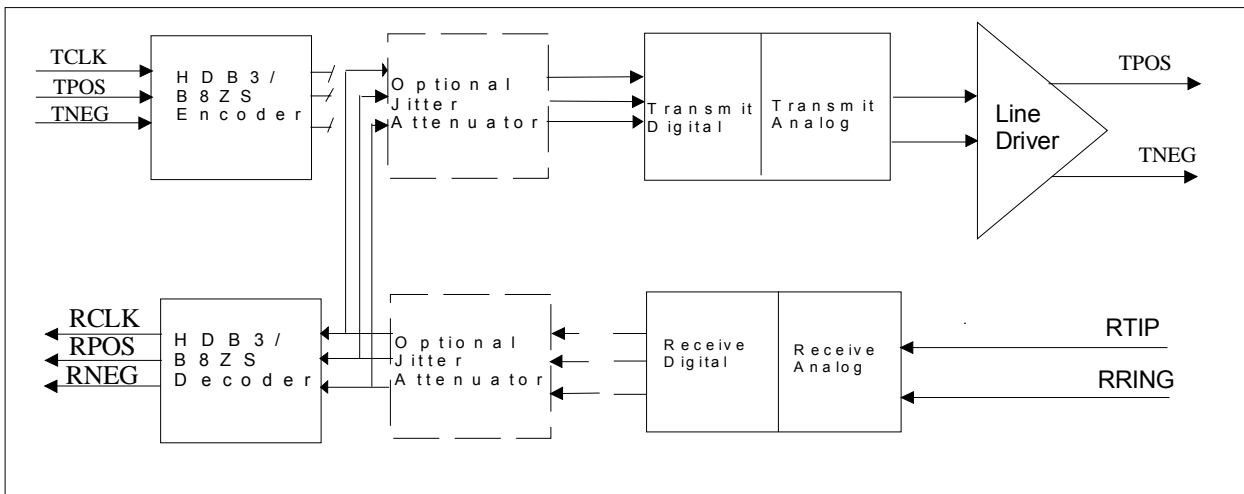 TCLK
TPOS
TNEG
HDB3/
B8ZS
Encoder
Optional
Jitter
Attenuator
Transmit
Digital
Transmit
Analog
Line
Driver
TPOS
TNEG
RCLK
RPOS
RNEG
HDB3/
B8ZS
Decoder
Optional
Jitter
Attenuator
Receive
Digital
Receive
Analog
RTIP
RRING